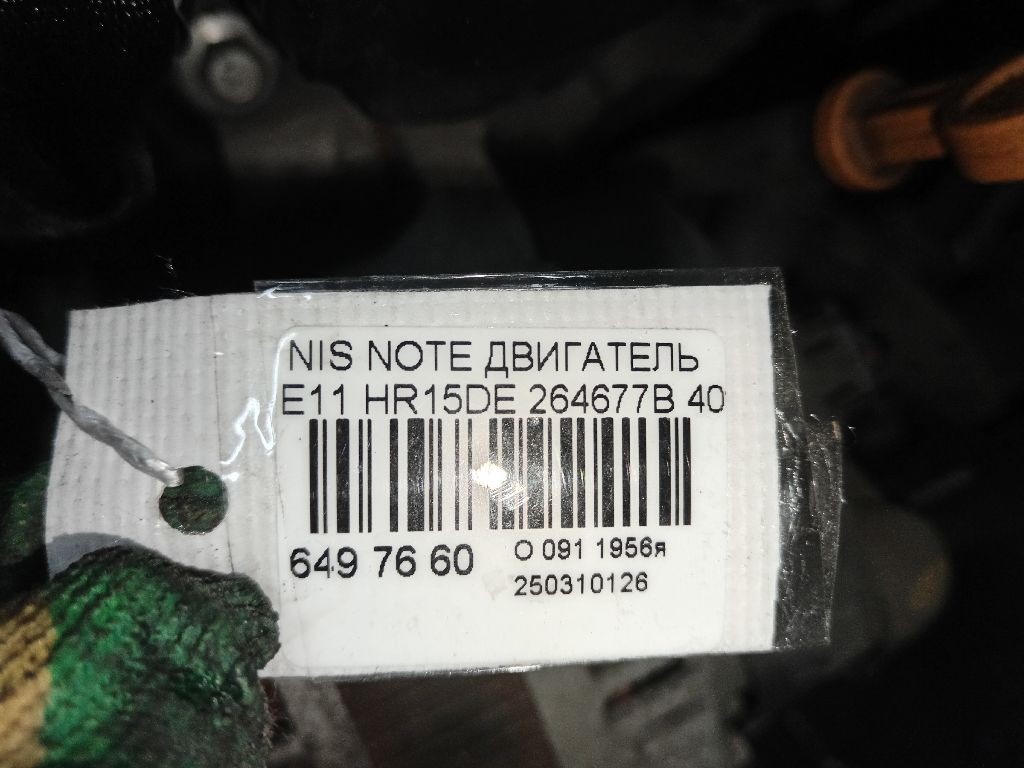 NIS NOTE ДВИГАТЕЛЬ
E11 HR15DE 264677B 40
649 76 60
О 091 1956я
250310126